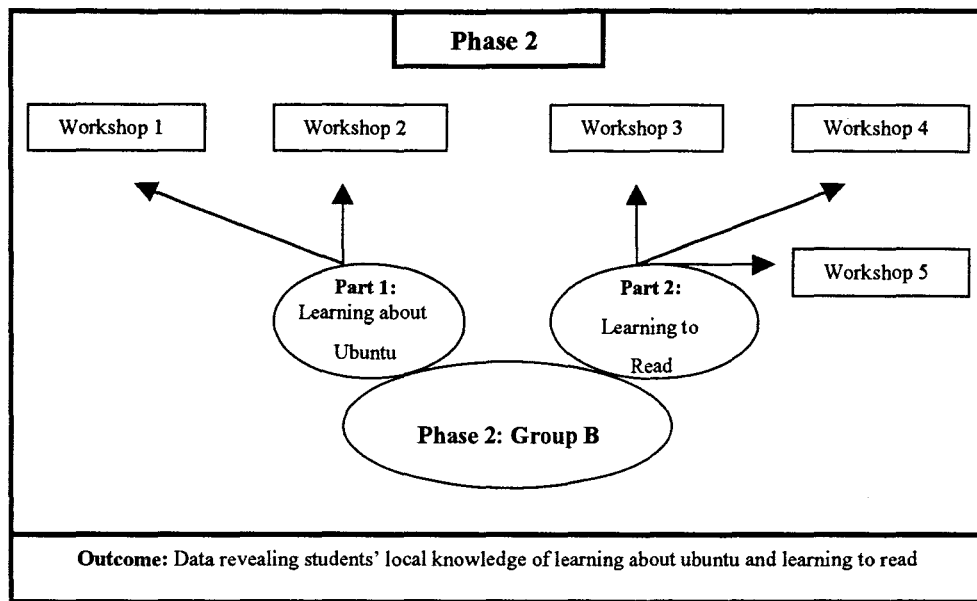 Phase 2
Workshop 1
Workshop 2
Workshop 3
Workshop 4
Workshop 5
Part 1:
Learning about
Ubuntu
Part 2:
Learning to
Read
Phase 2: Group B
Outcome: Data revealing students' local knowledge of learning about ubuntu and learning to read